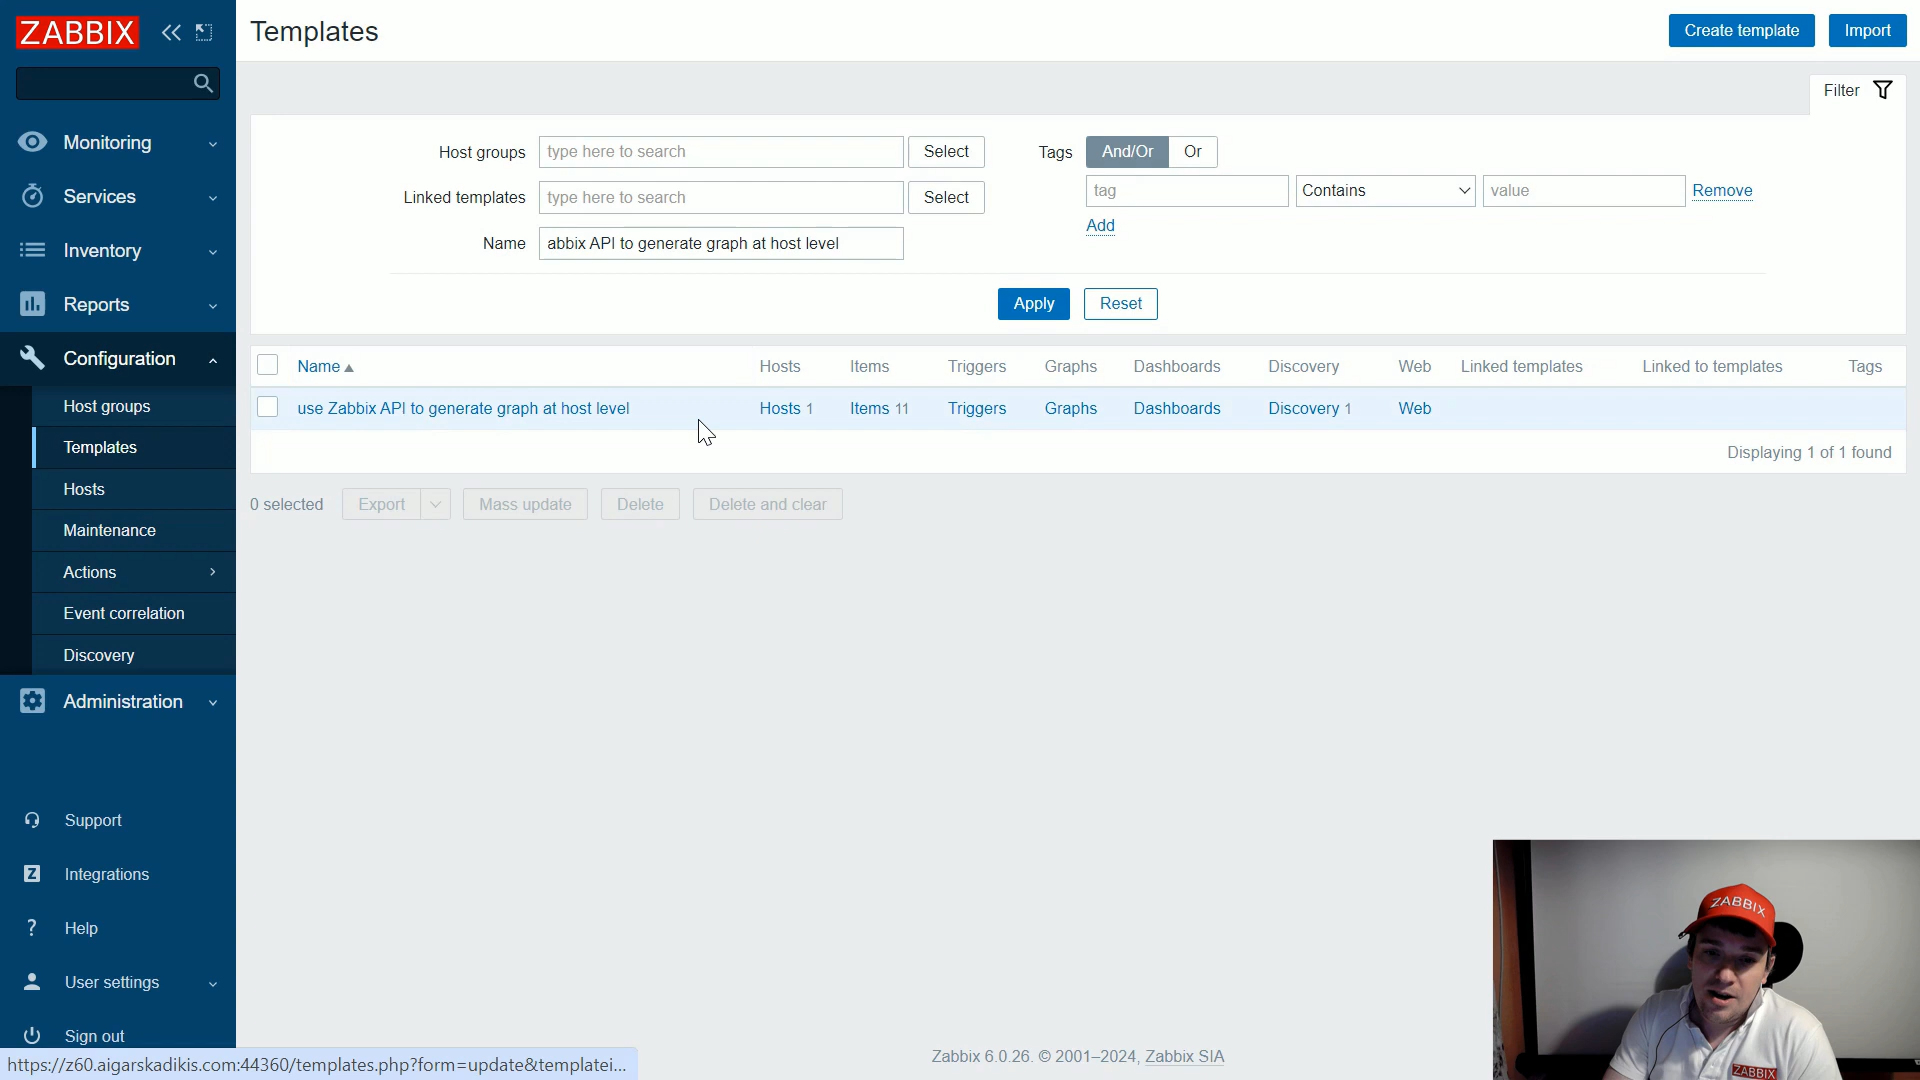 ZABBIX
Monitoring
Services
Inventory
Reports
Configuration
Host groups
Templates
Hosts
Maintenance
Actions
Event correlation
Discovery
Administration
Support
Integrations
Help
User settings
Sign out
Templates
Create template
Import
Filter
Host groups
type here to search
Select
Linked templates
type here to search
Select
Name
abbix API to generate graph at host level
Tags
And/Or
Or
tag
Contains
value
Remove
Add
Apply
Reset
Name Hosts Items Triggers Graphs Dashboards Discovery Web Linked templates Linked to templates Tags
use Zabbix API to generate graph at host level Hosts 1 Items 11 Triggers Graphs Dashboards Discovery 1 Web
Displaying 1 of 1 found
0 selected
Export
Mass update
Delete
Delete and clear
ZABBIX
ZABBIX
Zabbix 6.0.26. © 2001–2024, Zabbix SIA
https://z60.aigarskadikis.com:44360/templates.php?form=update&templatei...